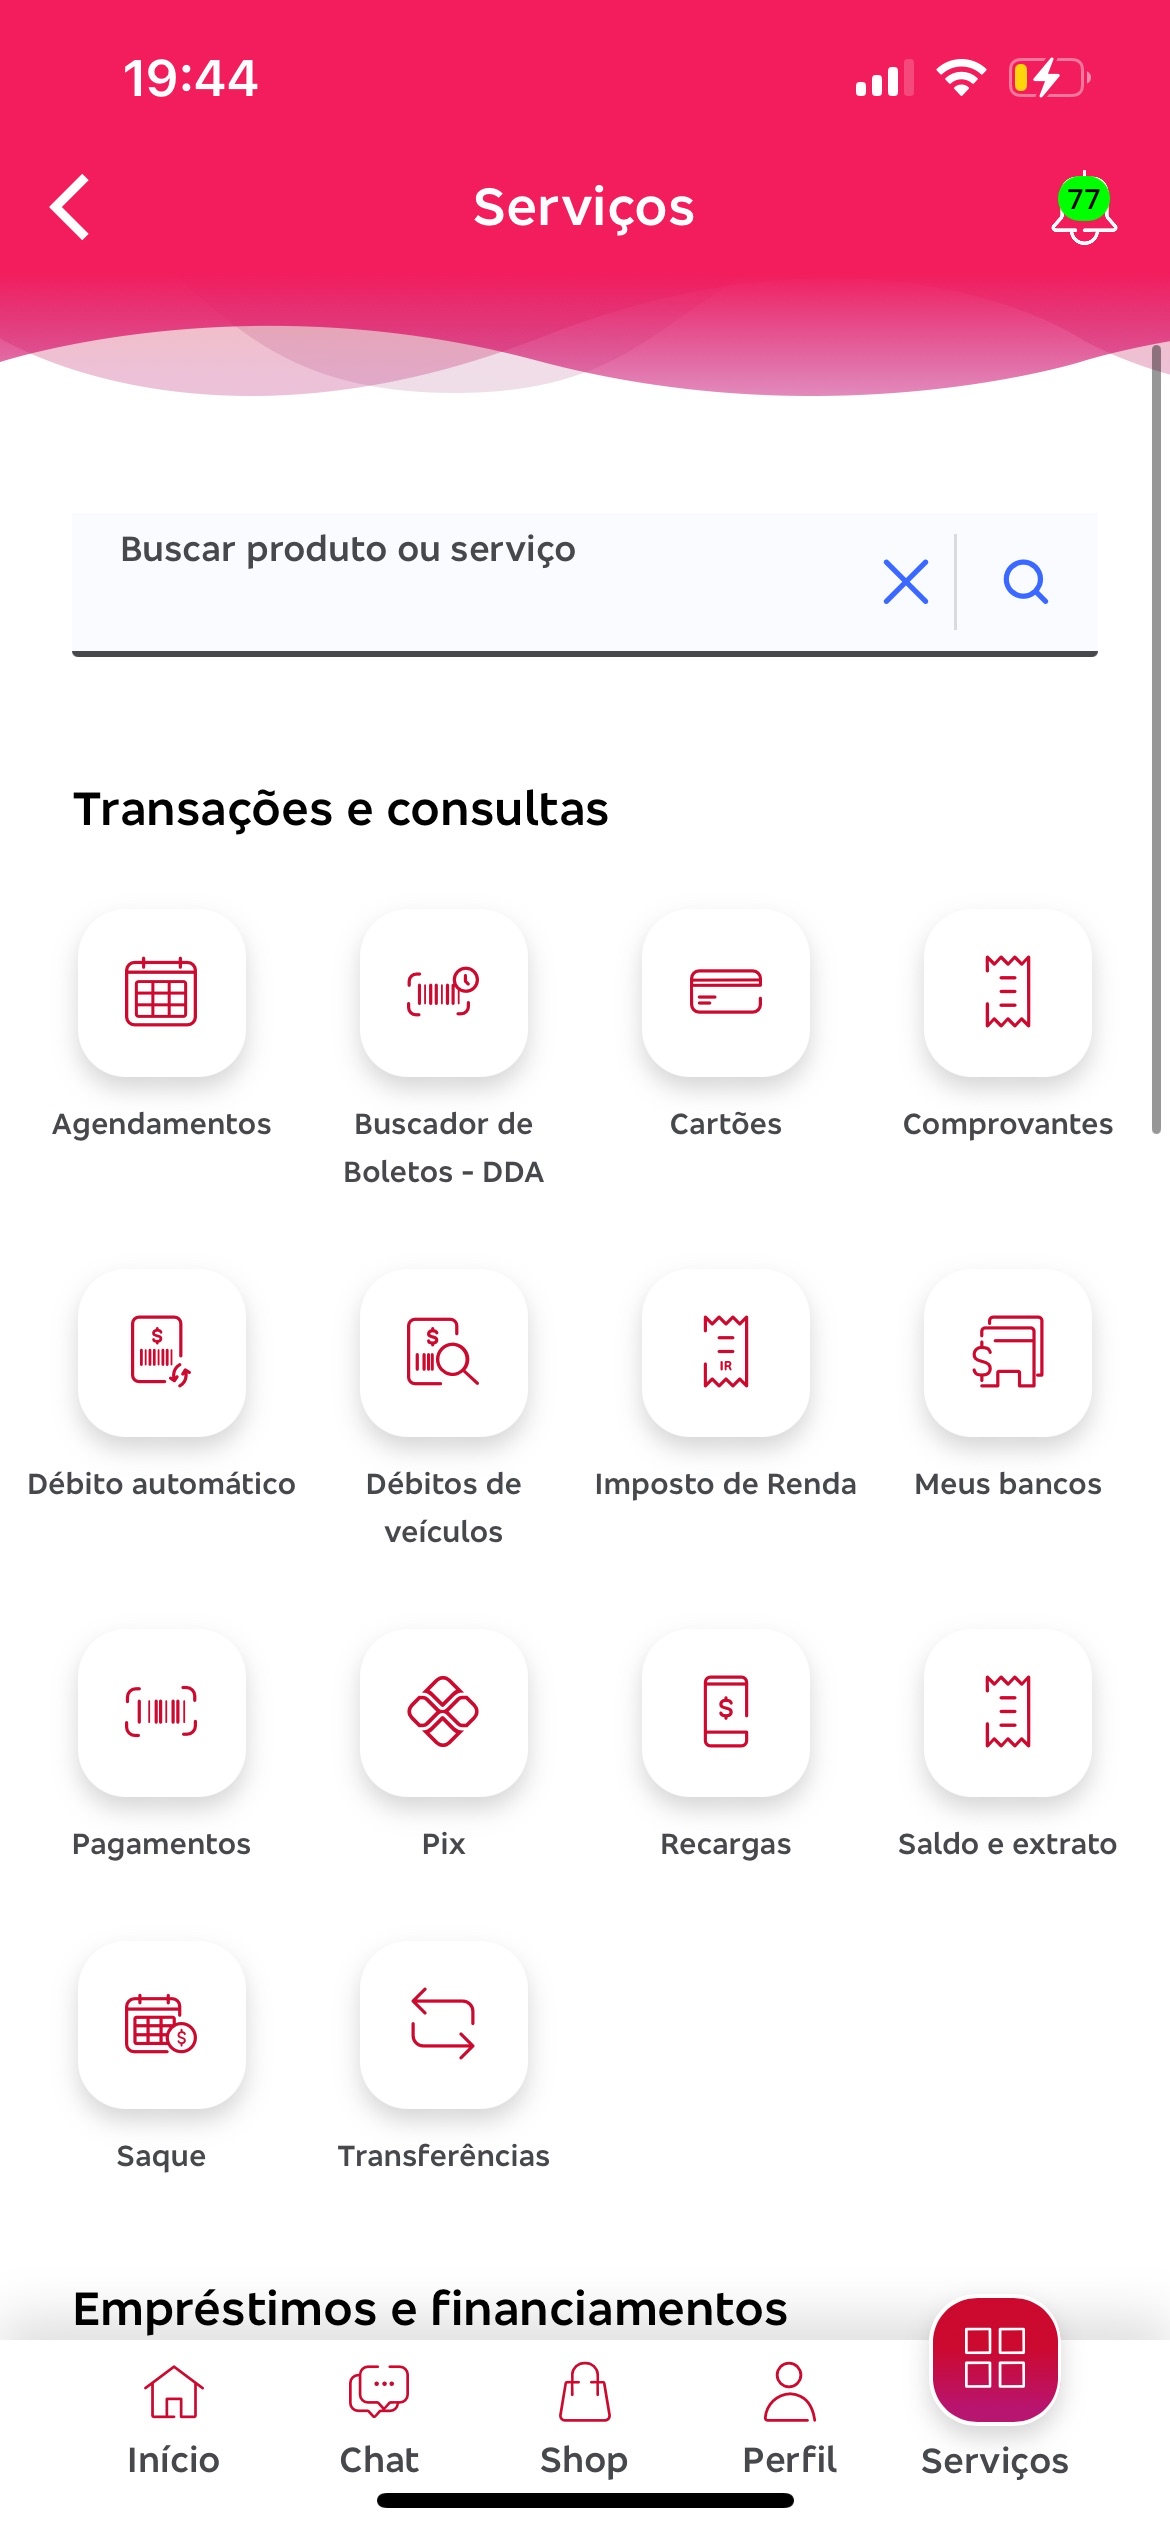 19:44
Serviços
77
Buscar produto ou serviço
Transações e consultas
Agendamentos
Buscador de
Boletos - DDA
Cartões
Comprovantes
Débito automático
Débitos de
veículos
IR
Imposto de Renda
Meus bancos
Pagamentos
Pix
Recargas
Saldo e extrato
Saque
Transferências
Empréstimos e financiamentos
Início
Chat
Shop
Perfil
Serviços